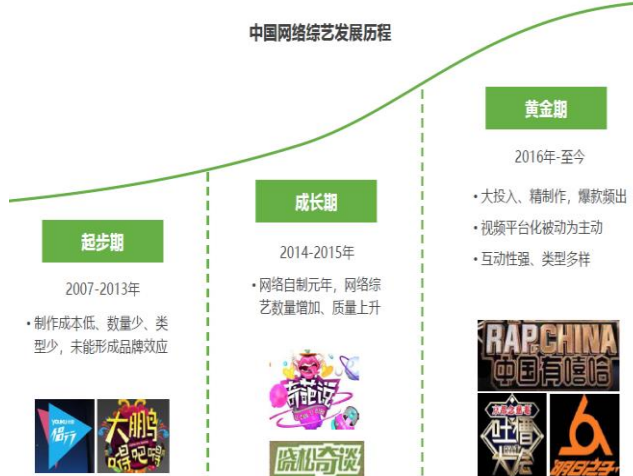 中国网络综艺发展历程
起步期
2007-2013年
•制作成本低、数量少、类
型少，未能形成品牌效应
侣行
大鹏
嘚吧嘚
成长期
2014-2015年
•网络自制元年，网络综
艺数量增加、质量上升
奇葩说
晓松奇谈
黄金期
2016年-至今
•大投入、精制作，爆款频出
•视频平台化被动为主动
•互动性强、类型多样
RAP OF CHINA
中国有嘻哈
吐槽
大会
明日之子